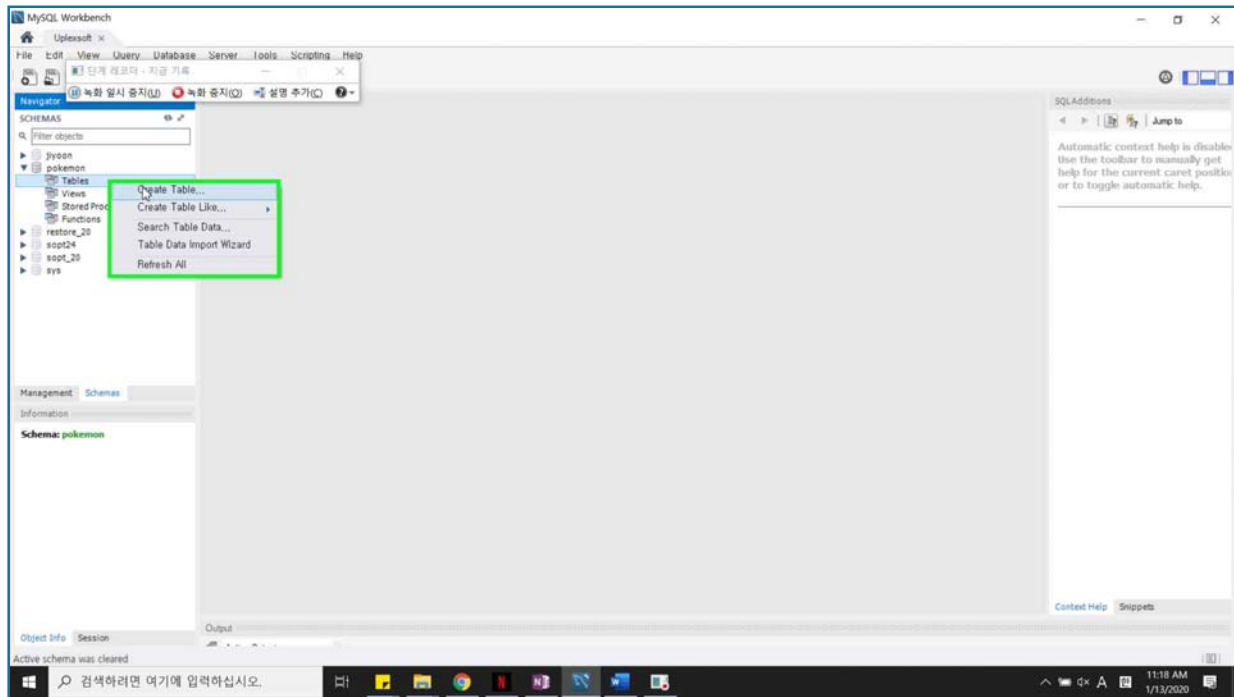 MySQL Workbench
Uplexsoft ×
File Edit View Query Database Server Tools Scripting Help
단계 레코더 - 지금 기록
녹화 일시 중지(U) 녹화 중지(O) 설명 추가(C)
Navigator
SCHEMAS
Filter objects
jiyoon
pokemon
Tables
Views
Stored Proc
Functions
restore_20
sopt24
sopt_20
sys
Create Table...
Create Table Like...
Search Table Data...
Table Data Import Wizard
Refresh All
Management Schemas
Information
Schema: pokemon
Object Info Session
Output
Active schema was cleared
SQLAdditions
Jump to
Automatic context help is disable
Use the toolbar to manually get
help for the current caret positio
or to toggle automatic help.
Context Help Snippets
검색하려면 여기에 입력하십시오.
A
11:18 AM
1/13/2020